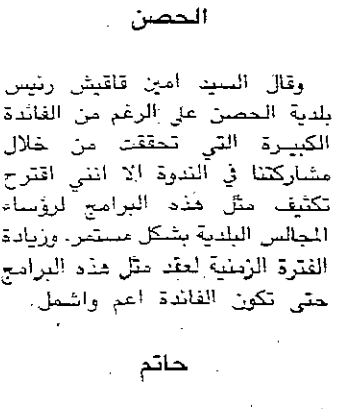 الحصن
وقال السيد امين قاقيش رئيس
بلدية الحصن على الرغم من الفائدة
الكبيرة التي تحققت من خلال
مشاركتنا في الندوة الا انني اقترح
تكثيف مثل هذه البرامج لرؤساء
المجالس البلدية بشكل مستمر. وزيادة
الفترة الزمنية لعقد مثل هذه البرامج
حتى تكون الفائدة اعم واشمل.
حاتم